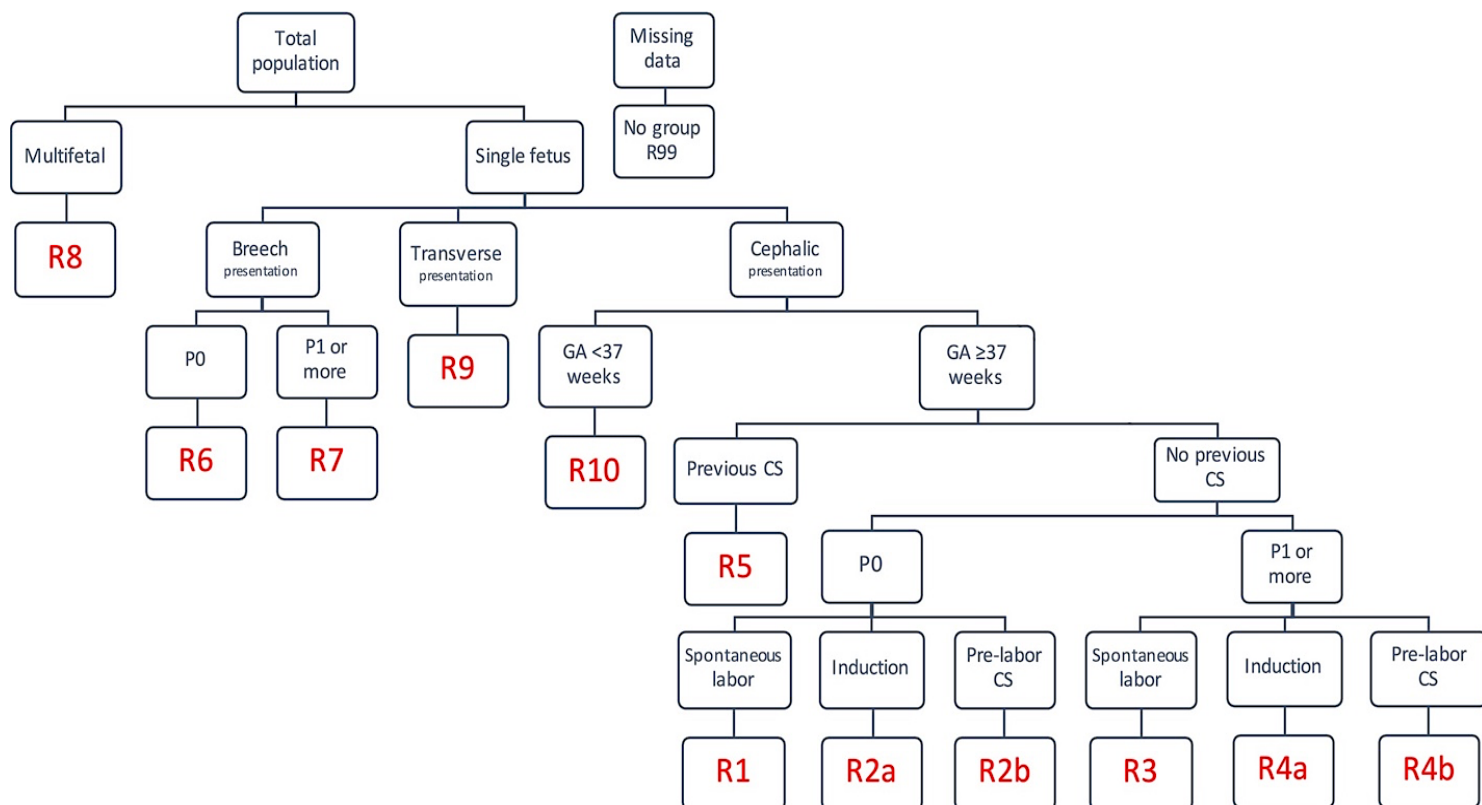 Total
population
Missing
data
Multifetal
Single fetus
No group
R99
R8
Breech
presentation
Transverse
presentation
Cephalic
presentation
P0
P1 or
more
R9
GA <37
weeks
GA ≥37
weeks
R6
R7
R10
Previous CS
No previous
CS
R5
P0
P1 or
more
Spontaneous
labor
Induction
Pre-labor
CS
Spontaneous
labor
Induction
Pre-labor
CS
R1
R2a
R2b
R3
R4a
R4b